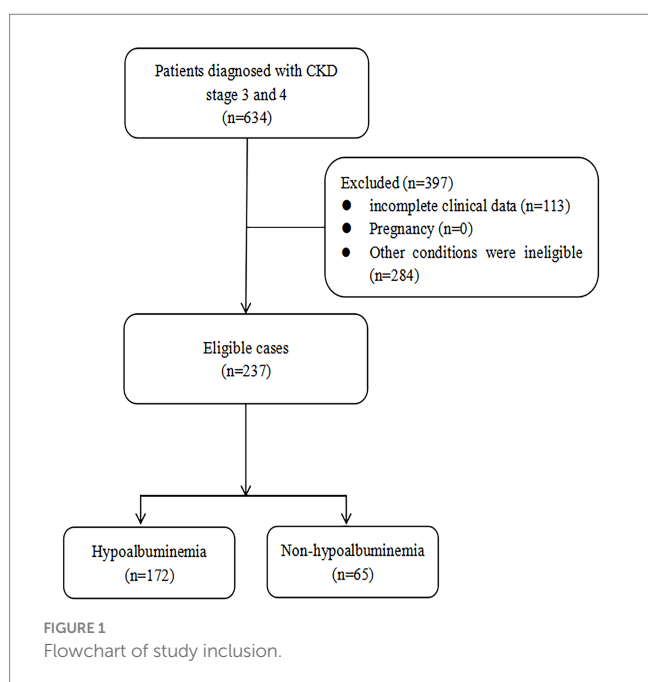 Patients diagnosed with CKD
stage 3 and 4
(n=634)
Excluded (n=397)
● incomplete clinical data (n=113)
● Pregnancy (n=0)
● Other conditions were ineligible
(n=284)
Eligible cases
(n=237)
Hypoalbuminemia
(n=172)
Non-hypoalbuminemia
(n=65)
FIGURE 1
Flowchart of study inclusion.